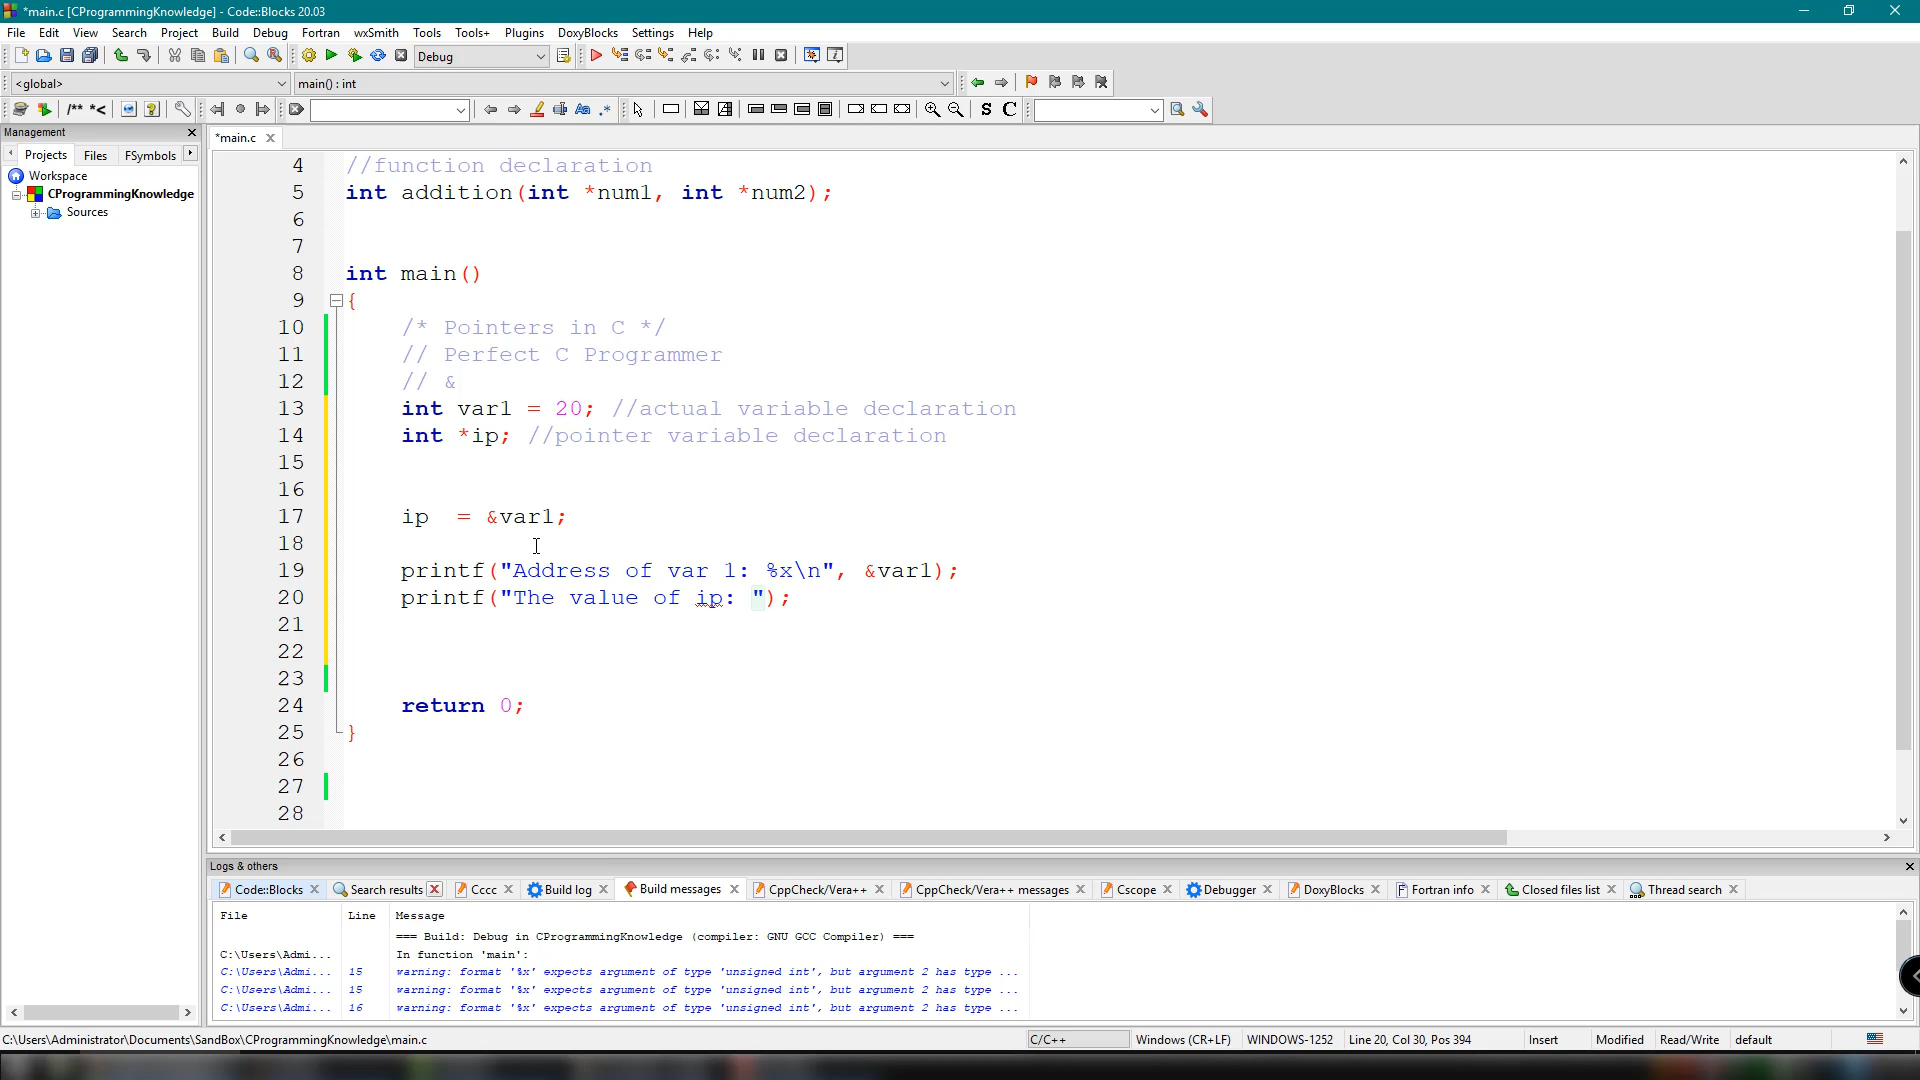 *main.c [CProgrammingKnowledge] - Code::Blocks 20.03
File Edit View Search Project Build Debug Fortran wxSmith Tools Tools+ Plugins DoxyBlocks Settings Help
Debug
<global> main() : int
/** *< S C
Management
Projects Files FSymbols
Workspace
CProgrammingKnowledge
Sources
*main.c
4 //function declaration
5 int addition(int *num1, int *num2);
6
7
8 int main()
9 {
10 /* Pointers in C */
11 // Perfect C Programmer
12 // &
13 int var1 = 20; //actual variable declaration
14 int *ip; //pointer variable declaration
15
16
17 ip  = &var1;
18
19 printf("Address of var 1: %x\n", &var1);
20 printf("The value of ip: ");
21
22
23
24 return 0;
25 }
26
27
28
Logs & others
Code::Blocks Search results Cccc Build log Build messages CppCheck/Vera++ CppCheck/Vera++ messages Cscope Debugger DoxyBlocks Fortran info Closed files list Thread search
File Line Message
=== Build: Debug in CProgrammingKnowledge (compiler: GNU GCC Compiler) ===
C:\Users\Admi... In function 'main':
C:\Users\Admi... 15 warning: format '%x' expects argument of type 'unsigned int', but argument 2 has type ...
C:\Users\Admi... 15 warning: format '%x' expects argument of type 'unsigned int', but argument 2 has type ...
C:\Users\Admi... 16 warning: format '%x' expects argument of type 'unsigned int', but argument 2 has type ...
C:\Users\Administrator\Documents\SandBox\CProgrammingKnowledge\main.c C/C++ Windows (CR+LF) WINDOWS-1252 Line 20, Col 30, Pos 394 Insert Modified Read/Write default